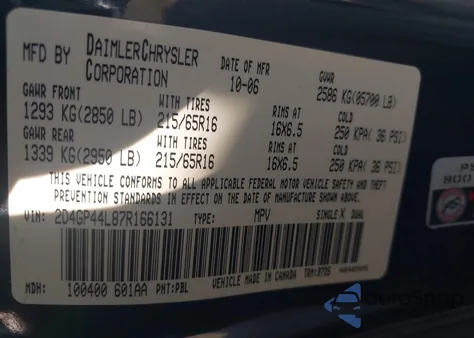 MFD BY DAIMLERCHRYSLER CORPORATION
DATE OF MFR 10-06
GVWR 2586 KG(05700 LB)
GAWR FRONT WITH TIRES RIMS AT COLD
1293 KG(2850 LB) 215/65R16 16X6.5 250 KPA( 36 PSI)
GAWR REAR WITH TIRES RIMS AT COLD
1339 KG(2950 LB) 215/65R16 16X6.5 250 KPA( 36 PSI)
THIS VEHICLE CONFORMS TO ALL APPLICABLE FEDERAL MOTOR VEHICLE SAFETY AND THEFT
PREVENTION STANDARDS IN EFFECT ON THE DATE OF MANUFACTURE SHOWN ABOVE.
VIN: 2D4GP44L87R166131 TYPE: MPV SINGLE X DUAL
VEHICLE MADE IN CANADA TRM:
MDH: 100400 601AA PNT:PBL
PS
800
AutoSnap